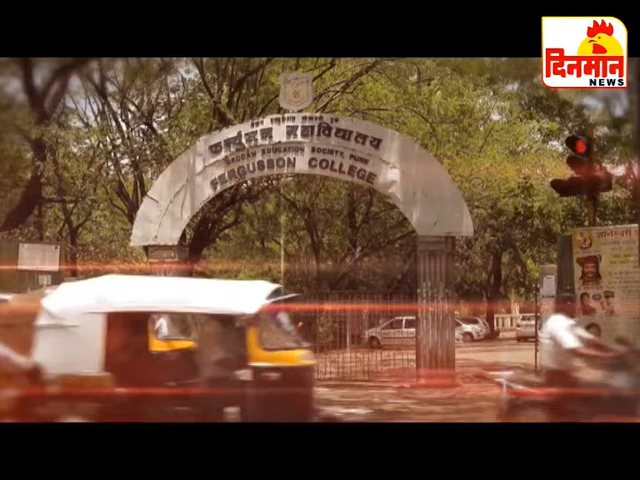 दिनमान
NEWS
फर्ग्युसन महाविद्यालय
DECCAN EDUCATION SOCIETY, PUNE
FERGUSSON COLLEGE